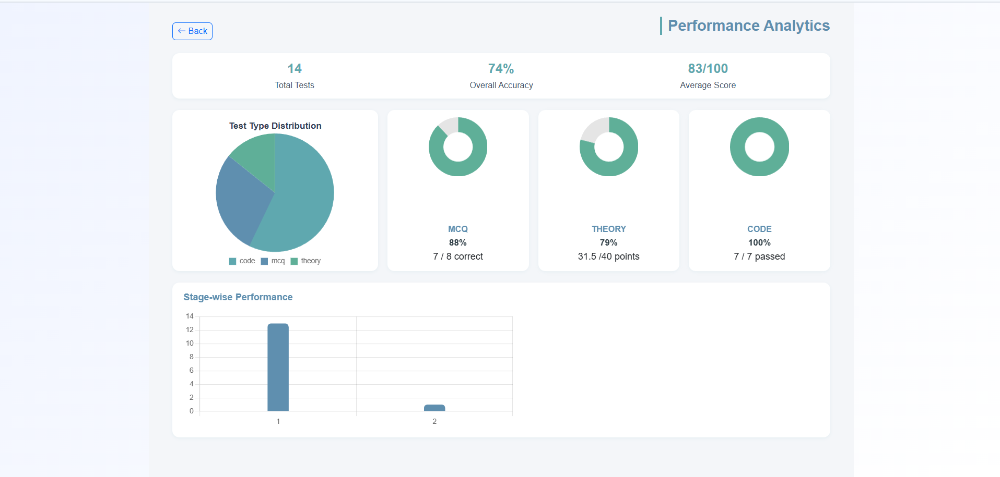 ← Back
Performance Analytics
14
Total Tests
74%
Overall Accuracy
83/100
Average Score
Test Type Distribution
code mcq theory
MCQ
88%
7 / 8 correct
THEORY
79%
31.5 /40 points
CODE
100%
7 / 7 passed
Stage-wise Performance
14
12
10
8
6
4
2
0
1 2